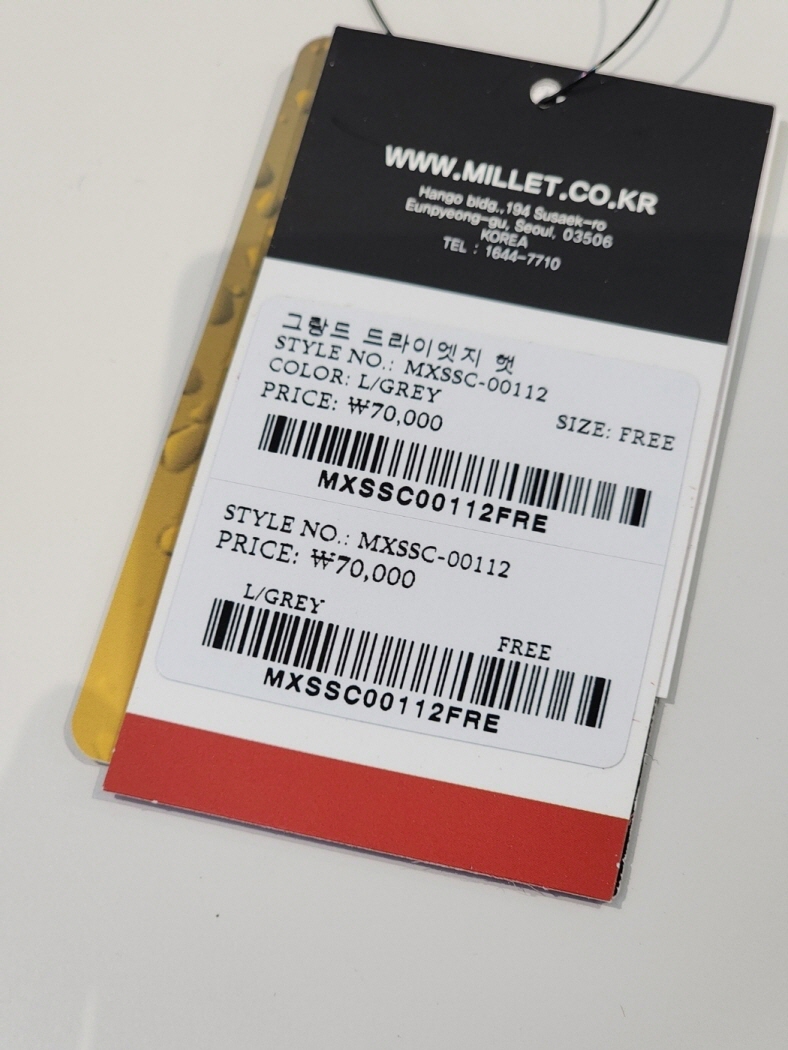 WWW.MILLET.CO.KR
Hango bldg.,194 Susaek-ro
Eunpyeong-gu, Seoul, 03506
KOREA
TEL : 1644-7710
그랑드 드라이엣지 햇
STYLE NO.: MXSSC-00112
COLOR: L/GREY
PRICE: ₩70,000 SIZE: FREE
MXSSC00112FRE
STYLE NO.: MXSSC-00112
PRICE: ₩70,000
L/GREY FREE
MXSSC00112FRE